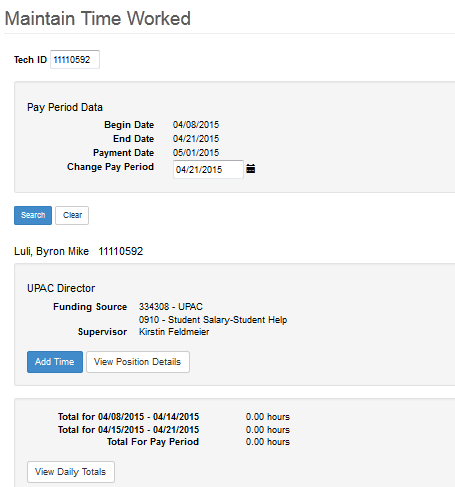 Maintain Time Worked
Tech ID 11110592
Pay Period Data
Begin Date 04/08/2015
End Date 04/21/2015
Payment Date 05/01/2015
Change Pay Period 04/21/2015
Search Clear
Luli, Byron Mike 11110592
UPAC Director
Funding Source 334308 - UPAC
0910 - Student Salary-Student Help
Supervisor Kirstin Feldmeier
Add Time View Position Details
Total for 04/08/2015 - 04/14/2015 0.00 hours
Total for 04/15/2015 - 04/21/2015 0.00 hours
Total For Pay Period 0.00 hours
View Daily Totals